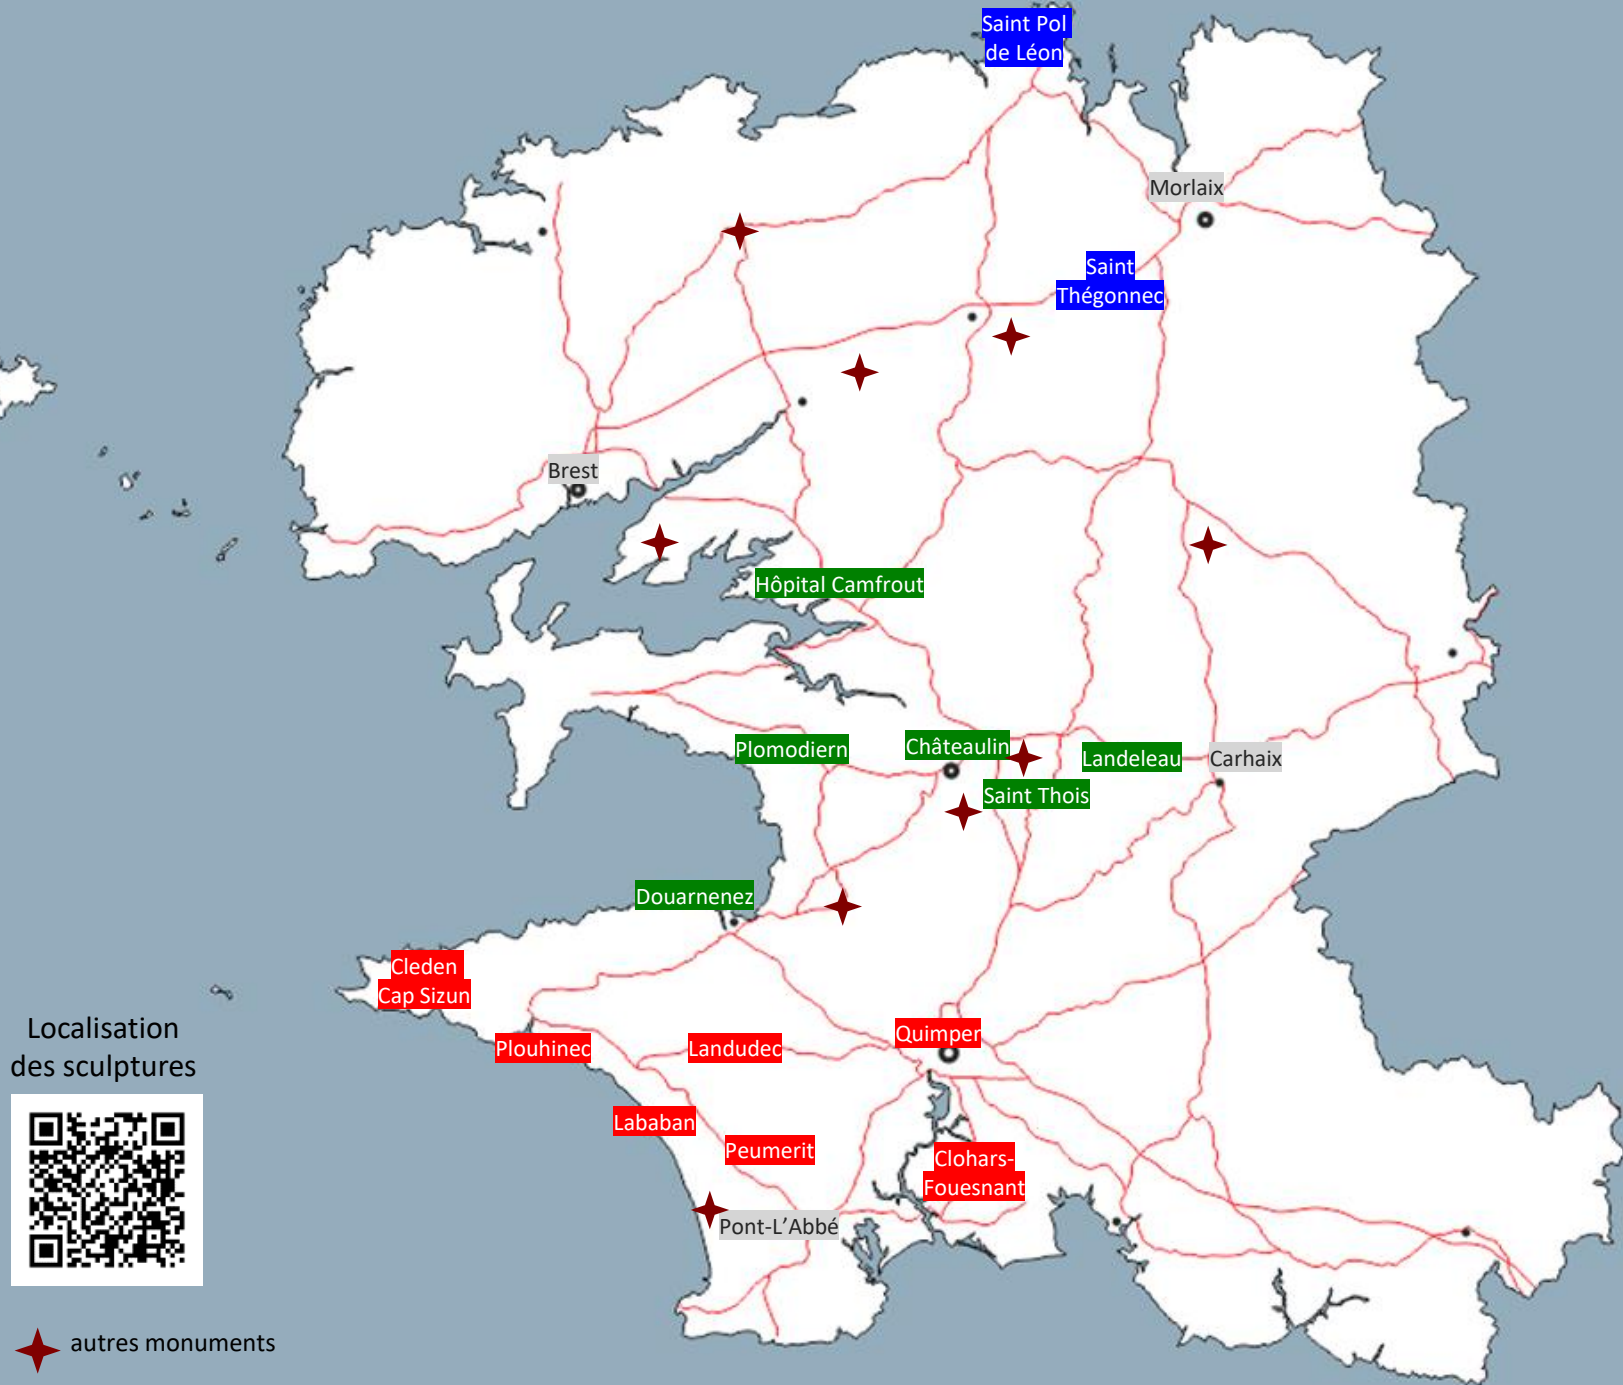 Saint Pol
de Léon
Morlaix
Saint
Thégonnec
Brest
Hôpital Camfrout
Plomodiern
Châteaulin
Landeleau
Carhaix
Saint Thois
Douarnenez
Cleden
Cap Sizun
Plouhinec
Landudec
Quimper
Lababan
Peumerit
Clohars-
Fouesnant
Pont-L’Abbé
Localisation
des sculptures
autres monuments